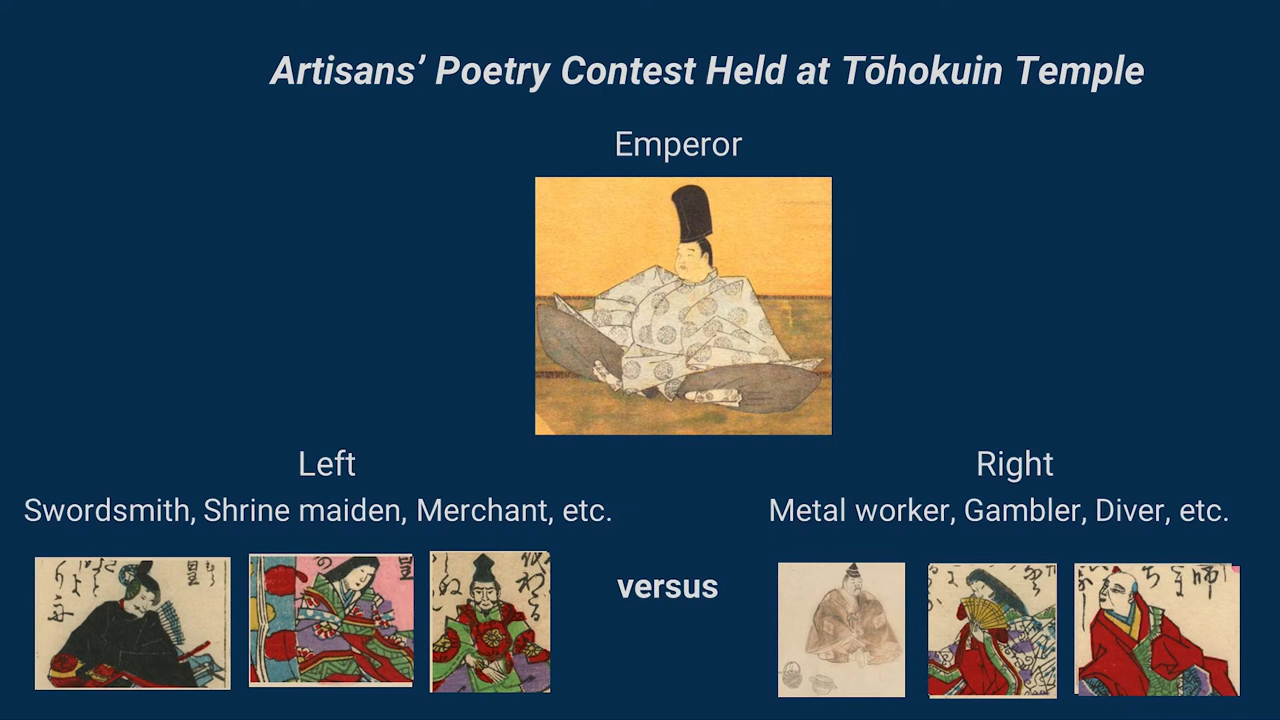 Artisans’ Poetry Contest Held at Tōhokuin Temple
Emperor
Left
Swordsmith, Shrine maiden, Merchant, etc.
Right
Metal worker, Gambler, Diver, etc.
versus